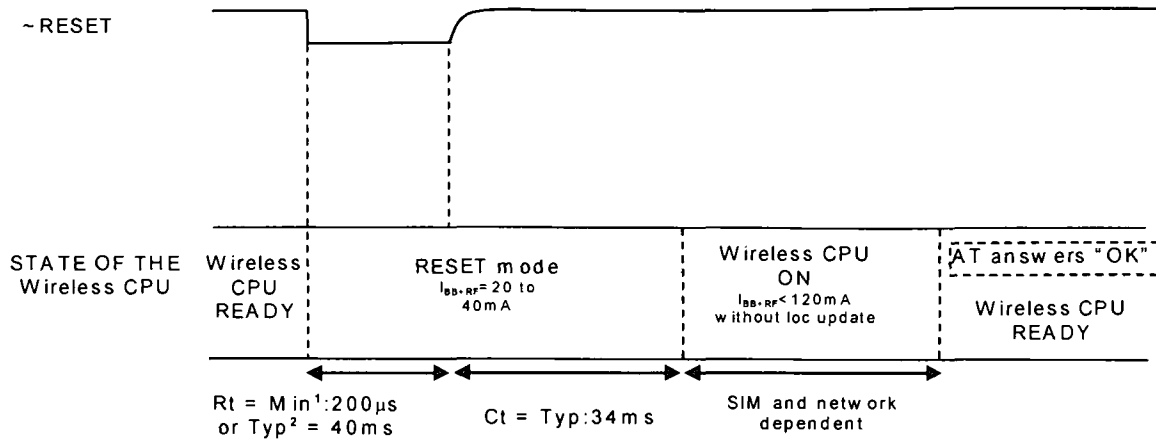 ~RESET
STATE OF THE
Wireless CPU
Wireless
CPU
READY
RESET mode
I_BB+RF = 20 to
40mA
Wireless CPU
ON
I_BB+RF < 120mA
without loc update
AT answers "OK"
Wireless CPU
READY
Rt = Min¹:200µs
or Typ² = 40ms
Ct = Typ:34ms
SIM and network
dependent